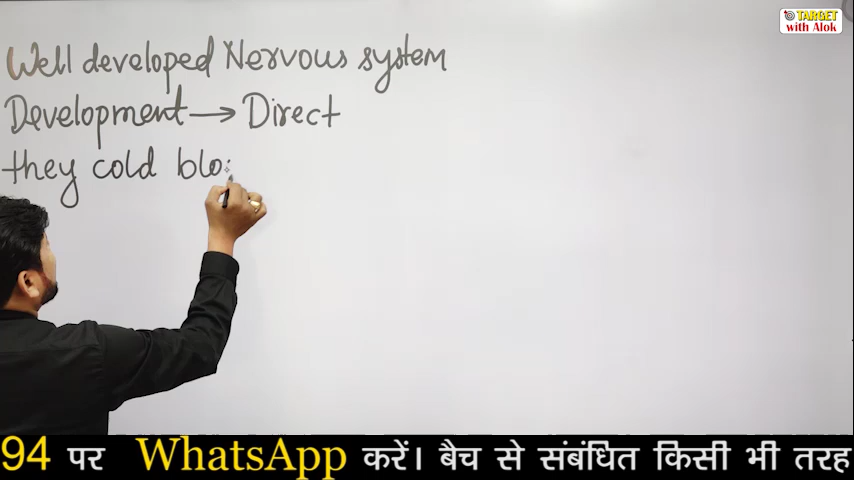 TARGET
with Alok
Well developed Nervous system
Development → Direct
they cold blo
94 पर WhatsApp करें। बैच से संबंधित किसी भी तरह